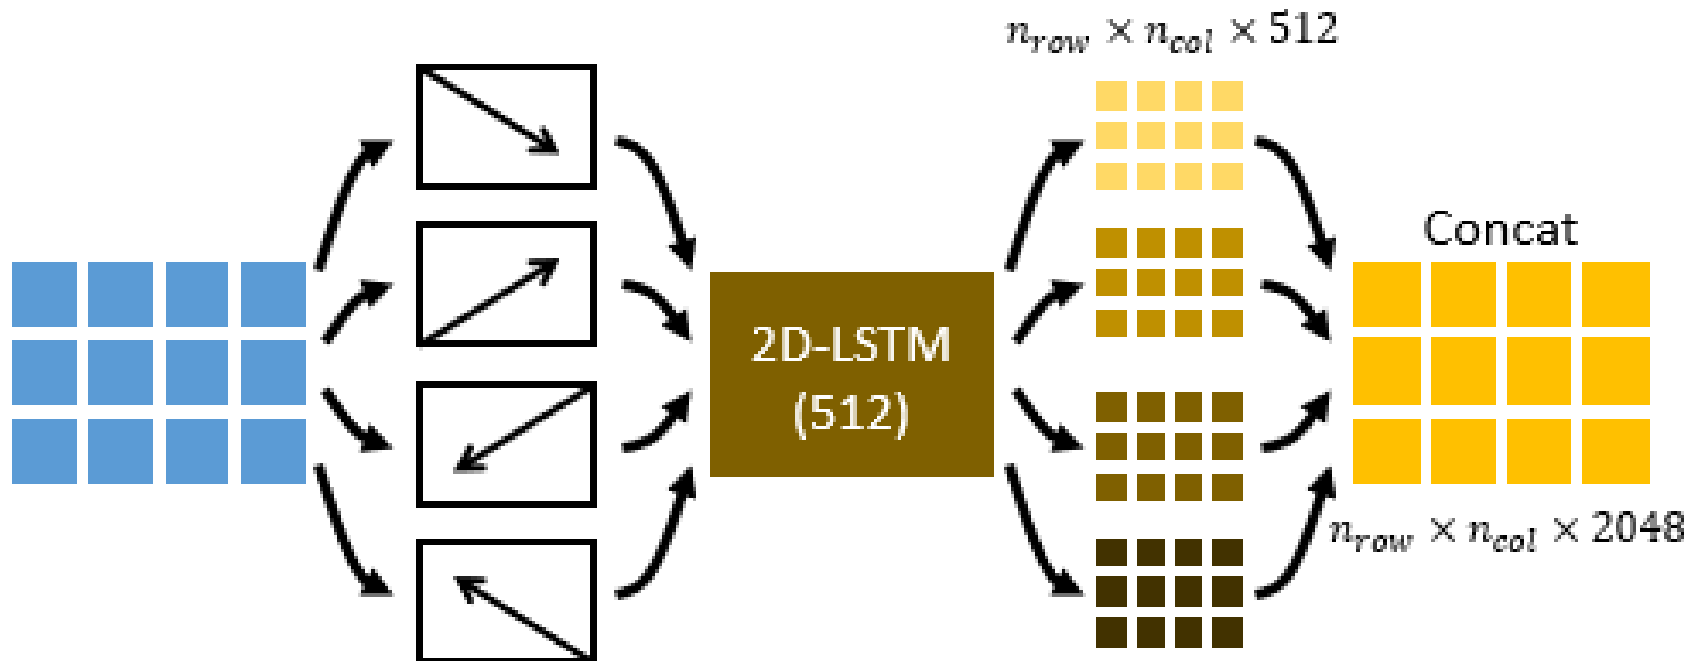 n_row × n_col × 512
Concat
2D-LSTM
(512)
n_row × n_col × 2048